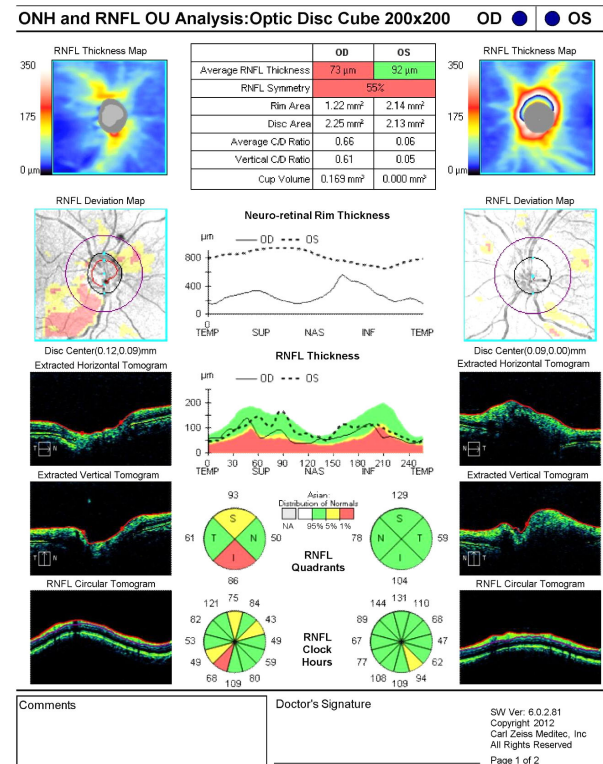 ONH and RNFL OU Analysis:Optic Disc Cube 200x200 OD OS
RNFL Thickness Map
350
175
0 µm
OD OS
Average RNFL Thickness 73 µm 92 µm
RNFL Symmetry 55%
Rim Area 1.22 mm² 2.14 mm²
Disc Area 2.25 mm² 2.13 mm²
Average C/D Ratio 0.66 0.06
Vertical C/D Ratio 0.61 0.05
Cup Volume 0.169 mm³ 0.000 mm³
RNFL Thickness Map
350
175
0 µm
RNFL Deviation Map
Disc Center(0.12,0.09)mm
Neuro-retinal Rim Thickness
µm OD OS
800
400
0
0
TEMP SUP NAS INF TEMP
RNFL Deviation Map
Disc Center(0.09,0.00)mm
Extracted Horizontal Tomogram
T N
RNFL Thickness
µm OD OS
200
100
0
0 30 60 90 120 150 180 210 240
TEMP SUP NAS INF TEMP
Extracted Horizontal Tomogram
N T
Extracted Vertical Tomogram
T N
93
61 S T N I 50
86
Asian:
Distribution of Normals
NA 95% 5% 1%
RNFL
Quadrants
129
78 S N T I 59
104
Extracted Vertical Tomogram
N T
RNFL Circular Tomogram
75
121 84
82 43
53 49
49 59
68 80
109
RNFL
Clock
Hours
131
144 110
89 68
67 47
77 62
108 94
109
RNFL Circular Tomogram
Comments
Doctor's Signature
SW Ver: 6.0.2.81
Copyright 2012
Carl Zeiss Meditec, Inc
All Rights Reserved
Page 1 of 2